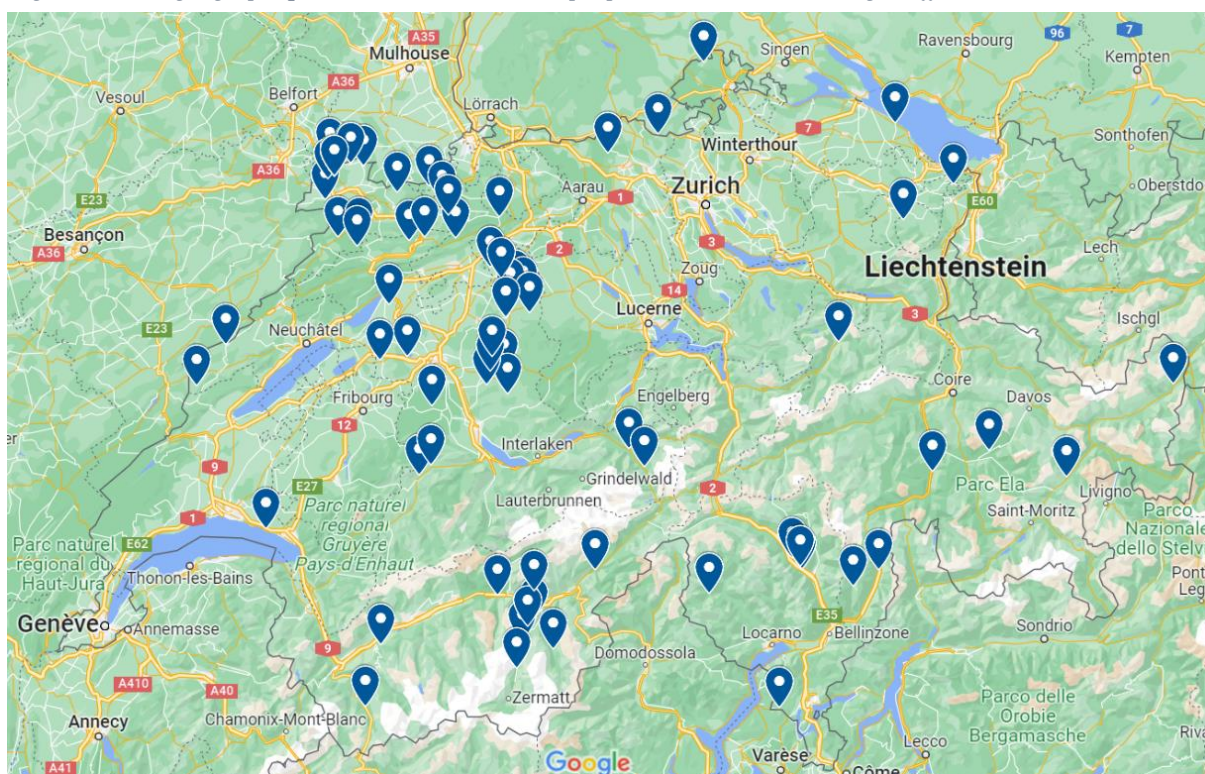 Mulhouse
A35
Singen
Ravensbourg
96
7
Kempten
A36
Belfort
Vesoul
Lörrach
7
Sonthofen
Winterthour
A36
Aarau
1
Zurich
Oberstdo
E23
E60
Besançon
A36
2
3
Lech
Zoug
Liechtenstein
14
Lucerne
Ischgl
E23
Neuchâtel
3
Engelberg
Coire
Davos
Fribourg
12
Interlaken
Grindelwald
9
2
E27
Lauterbrunnen
Parc Ela
Livigno
Parc naturel
régional
Gruyère
Pays-d'Enhaut
Saint-Moritz
Parco
Nazionale
dello Stelvi
1
E62
Parc naturel
régional du
Haut-Jura
Thonon-les-Bains
Pont
Leg
Genève
Annemasse
E35
Locarno
Bellinzone
Sondrio
9
Domodossola
A410
A40
Zermatt
Parco delle
Orobie
Bergamasche
Annecy
Chamonix-Mont-Blanc
Riva
Lecco
A41
Google
Varèse
Côme